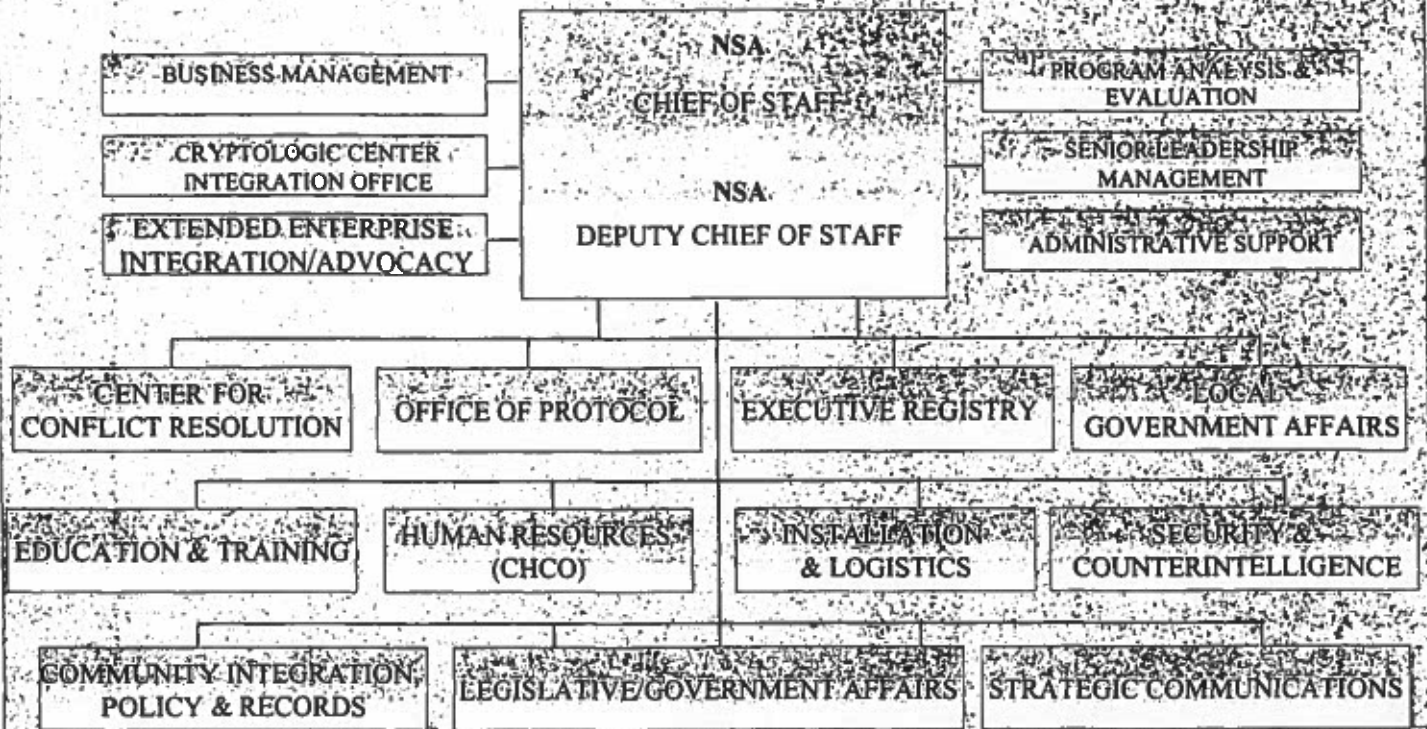 NSA
CHIEF OF STAFF
NSA
DEPUTY CHIEF OF STAFF
BUSINESS MANAGEMENT
CRYPTOLOGIC CENTER
INTEGRATION OFFICE
EXTENDED ENTERPRISE
INTEGRATION/ADVOCACY
PROGRAM ANALYSIS &
EVALUATION
SENIOR LEADERSHIP
MANAGEMENT
ADMINISTRATIVE SUPPORT
CENTER FOR
CONFLICT RESOLUTION
OFFICE OF PROTOCOL
EXECUTIVE REGISTRY
LOCAL
GOVERNMENT AFFAIRS
EDUCATION & TRAINING
HUMAN RESOURCES
(CHCO)
INSTALLATION
& LOGISTICS
SECURITY &
COUNTERINTELLIGENCE
COMMUNITY INTEGRATION,
POLICY & RECORDS
LEGISLATIVE/GOVERNMENT AFFAIRS
STRATEGIC COMMUNICATIONS